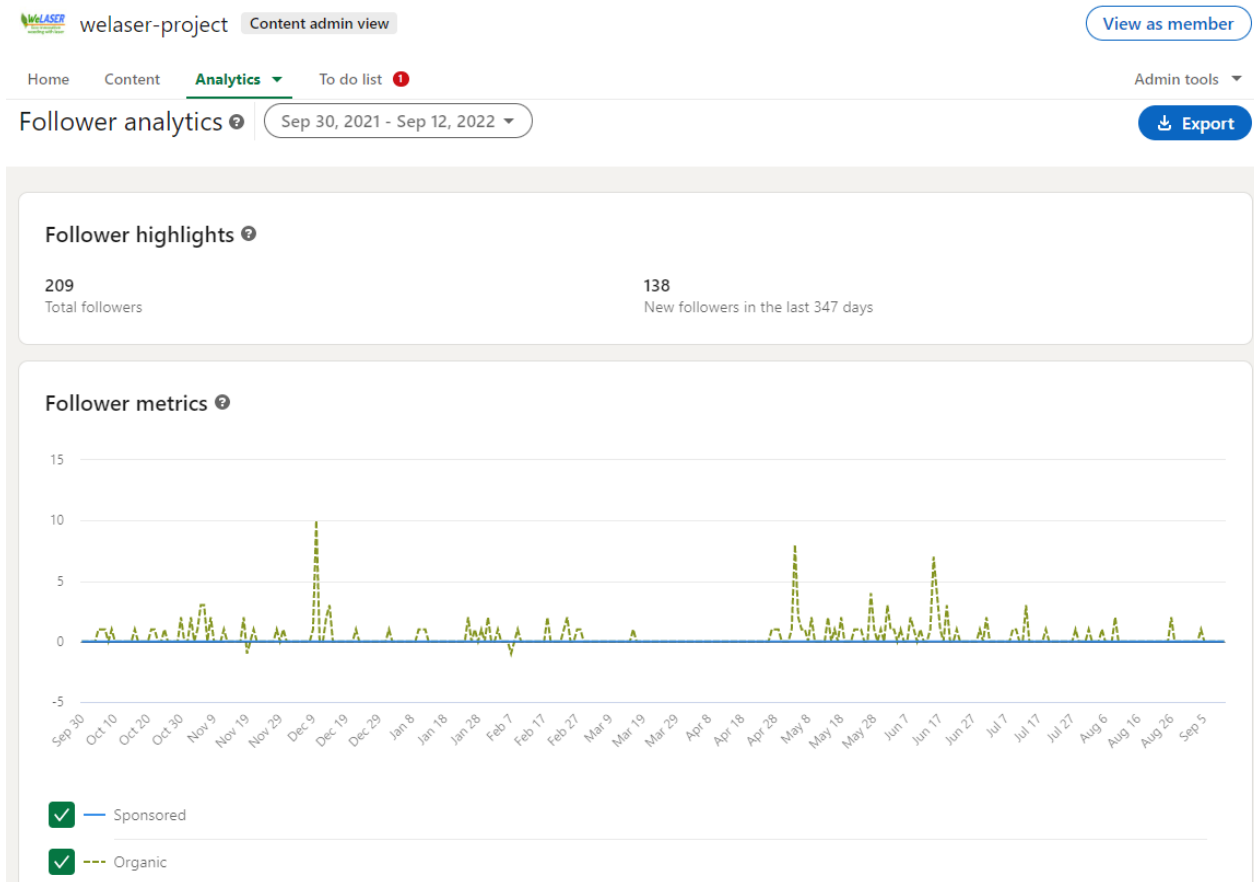 WeLASER
welaser-project Content admin view View as member
Home Content Analytics To do list 1 Admin tools
Follower analytics Sep 30, 2021 - Sep 12, 2022 Export
Follower highlights
209 138
Total followers New followers in the last 347 days
Follower metrics
15
10
5
0
-5
Sep 30 Oct 10 Oct 20 Oct 30 Nov 9 Nov 19 Nov 29 Dec 9 Dec 19 Dec 29 Jan 8 Jan 18 Jan 28 Feb 7 Feb 17 Feb 27 Mar 9 Mar 19 Mar 29 Apr 8 Apr 18 Apr 28 May 8 May 18 May 28 Jun 7 Jun 17 Jun 27 Jul 7 Jul 17 Jul 27 Aug 6 Aug 16 Aug 26 Sep 5
Sponsored
Organic